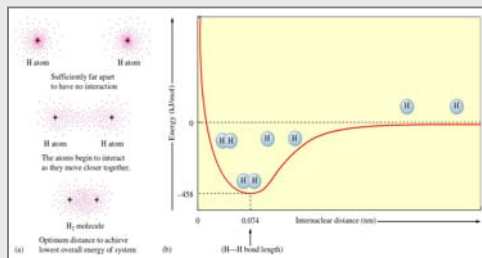 H atom H atom
Sufficiently far apart
to have no interaction
H atom H atom
The atoms begin to interact
as they move closer together.
H₂ molecule
Optimum distance to achieve
lowest overall energy of system
(a)
Energy (kJ/mol)
0
–458
H H
H H
H H
H H
0
0.074
Internuclear distance (nm)
(H—H bond length)
(b)